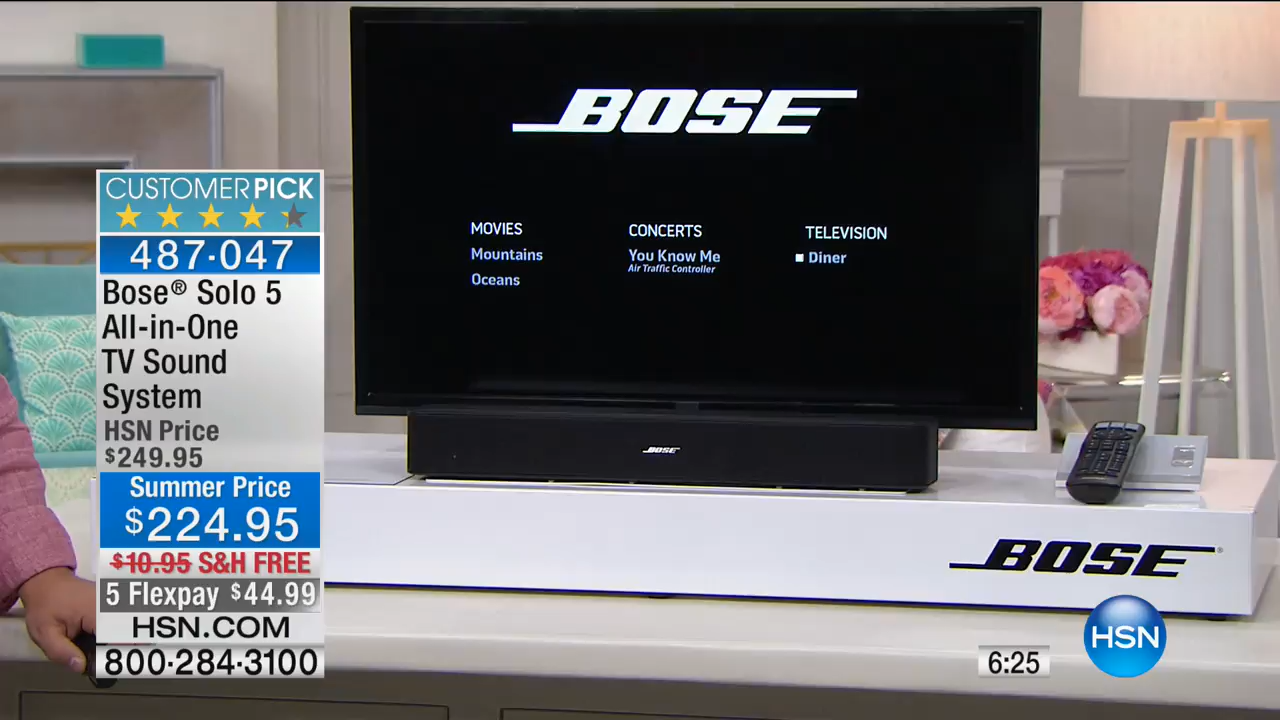 CUSTOMER PICK
487-047
Bose® Solo 5
All-in-One
TV Sound
System
HSN Price
$249.95
Summer Price
$224.95
$10.95 S&H FREE
5 Flexpay $44.99
HSN.COM
800-284-3100
BOSE
MOVIES
Mountains
Oceans
CONCERTS
You Know Me
Air Traffic Controller
TELEVISION
Diner
BOSE
BOSE®
HSN
6:25